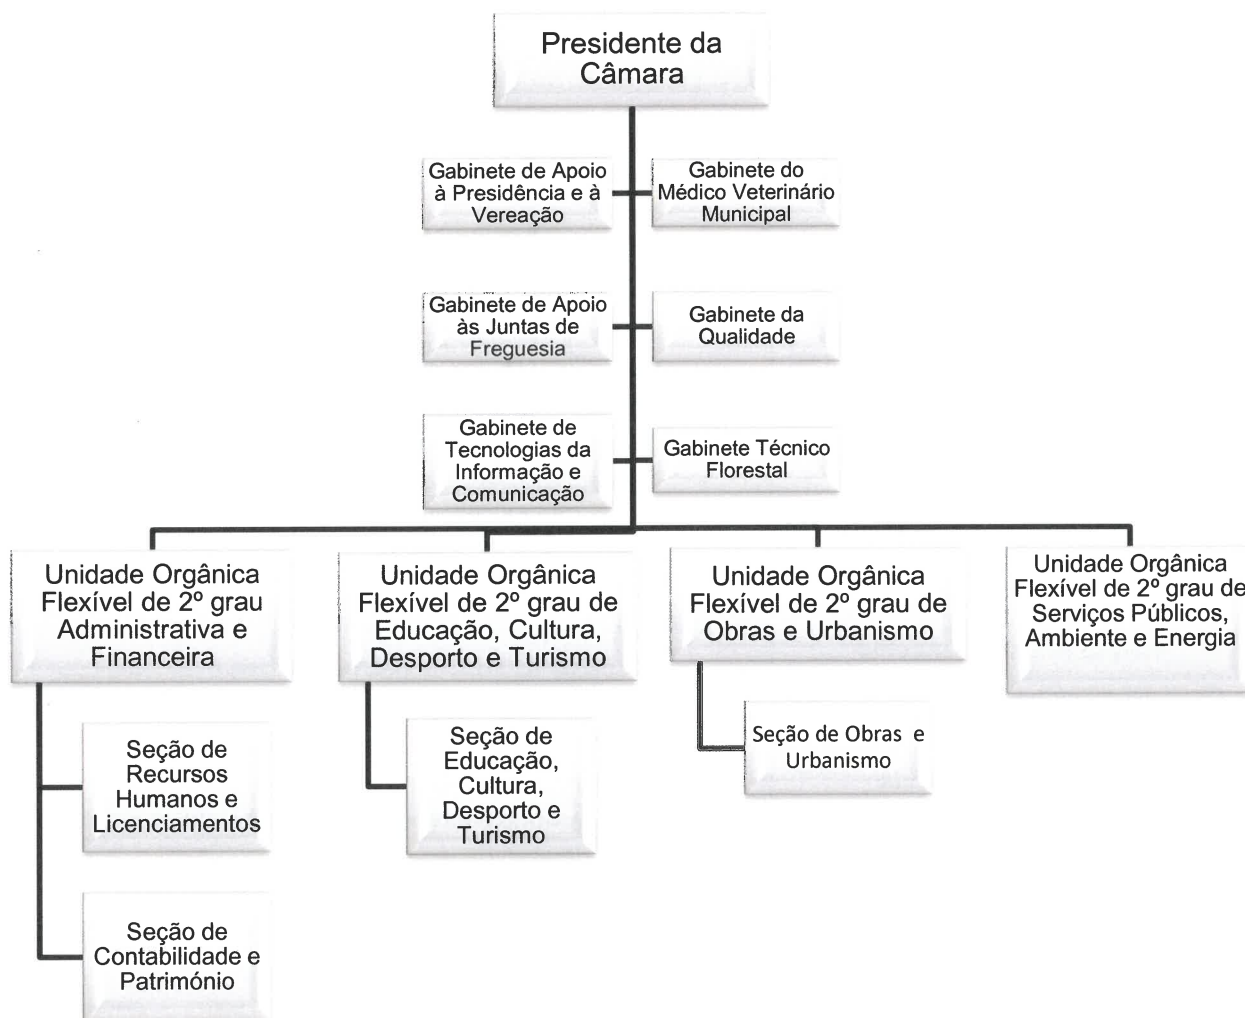 Presidente da
Câmara
Gabinete de Apoio
à Presidência e à
Vereação
Gabinete do
Médico Veterinário
Municipal
Gabinete de Apoio
às Juntas de
Freguesia
Gabinete da
Qualidade
Gabinete de
Tecnologias da
Informação e
Comunicação
Gabinete Técnico
Florestal
Unidade Orgânica
Flexível de 2º grau
Administrativa e
Financeira
Unidade Orgânica
Flexível de 2º grau de
Educação, Cultura,
Desporto e Turismo
Unidade Orgânica
Flexível de 2º grau de
Obras e Urbanismo
Unidade Orgânica
Flexível de 2º grau de
Serviços Públicos,
Ambiente e Energia
Seção de
Recursos
Humanos e
Licenciamentos
Seção de
Educação,
Cultura,
Desporto e
Turismo
Seção de Obras e
Urbanismo
Seção de
Contabilidade e
Património